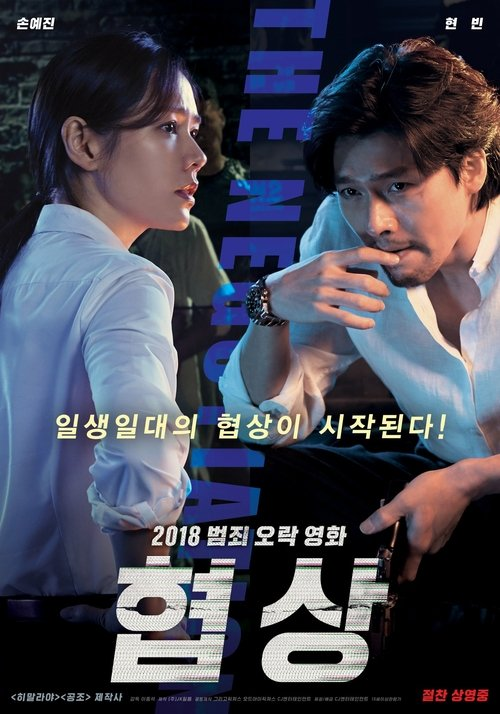 손예진
현 빈
THE NEGOTIATION
일생일대의 협상이 시작된다!
2018 범죄 오락 영화
협상
<히말라야> <공조> 제작사
절찬 상영중